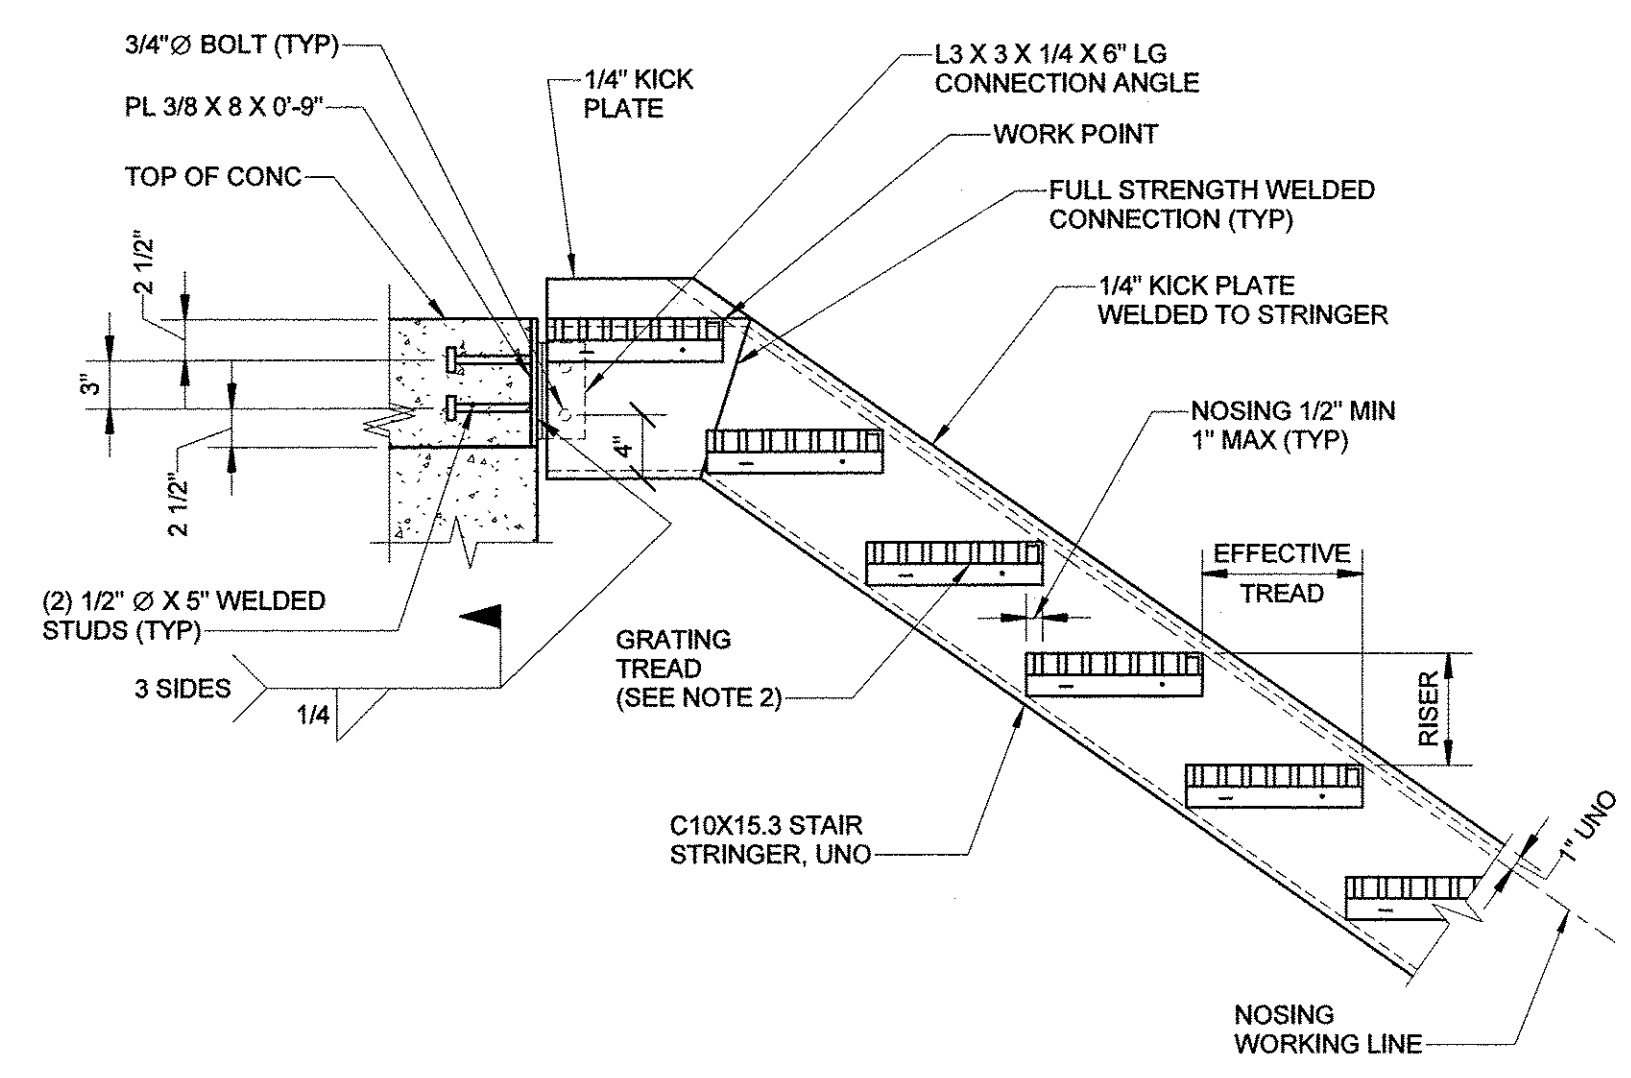 3/4"∅ BOLT (TYP)
PL 3/8 X 8 X 0'-9"
TOP OF CONC
1/4" KICK
PLATE
L3 X 3 X 1/4 X 6" LG
CONNECTION ANGLE
WORK POINT
FULL STRENGTH WELDED
CONNECTION (TYP)
1/4" KICK PLATE
WELDED TO STRINGER
2 1/2"
3"
2 1/2"
4"
NOSING 1/2" MIN
1" MAX (TYP)
EFFECTIVE
TREAD
RISER
(2) 1/2" ∅ X 5" WELDED
STUDS (TYP)
3 SIDES
1/4
GRATING
TREAD
(SEE NOTE 2)
C10X15.3 STAIR
STRINGER, UNO
1" UNO
NOSING
WORKING LINE